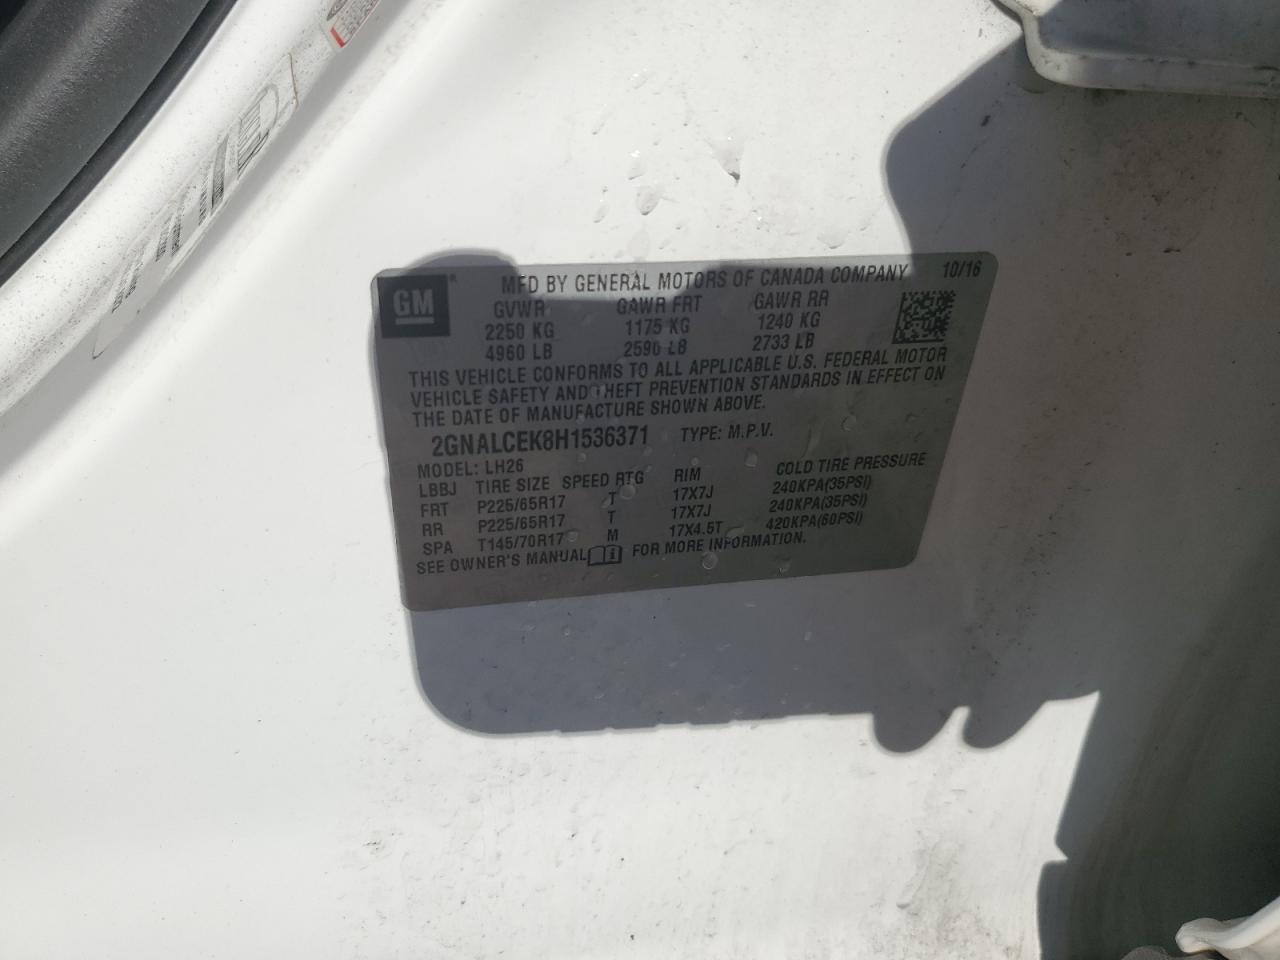 GM ®
MFD BY GENERAL MOTORS OF CANADA COMPANY 10/16
GVWR GAWR FRT GAWR RR
2250 KG 1175 KG 1240 KG
4960 LB 2590 LB 2733 LB
THIS VEHICLE CONFORMS TO ALL APPLICABLE U.S. FEDERAL MOTOR
VEHICLE SAFETY AND THEFT PREVENTION STANDARDS IN EFFECT ON
THE DATE OF MANUFACTURE SHOWN ABOVE.
2GNALCEK8H1536371 TYPE: M.P.V.
MODEL: LH26
LBBJ TIRE SIZE SPEED RTG RIM COLD TIRE PRESSURE
FRT P225/65R17 T 17X7J 240KPA(35PSI)
RR P225/65R17 T 17X7J 240KPA(35PSI)
SPA T145/70R17 M 17X4.5T 420KPA(60PSI)
SEE OWNER'S MANUAL FOR MORE INFORMATION.